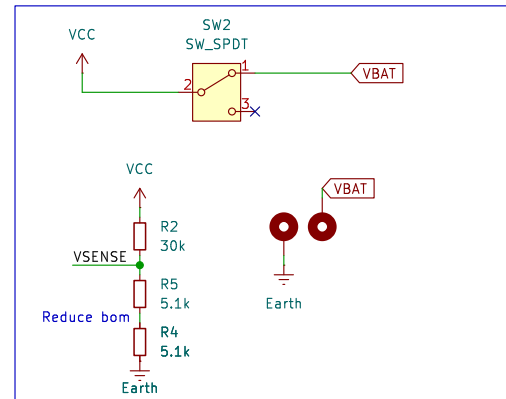 SW2
SW_SPDT
VCC
1
2
3
VBAT
VCC
VBAT
R2
30k
VSENSE
R5
5.1k
Earth
Reduce bom
R4
5.1k
Earth